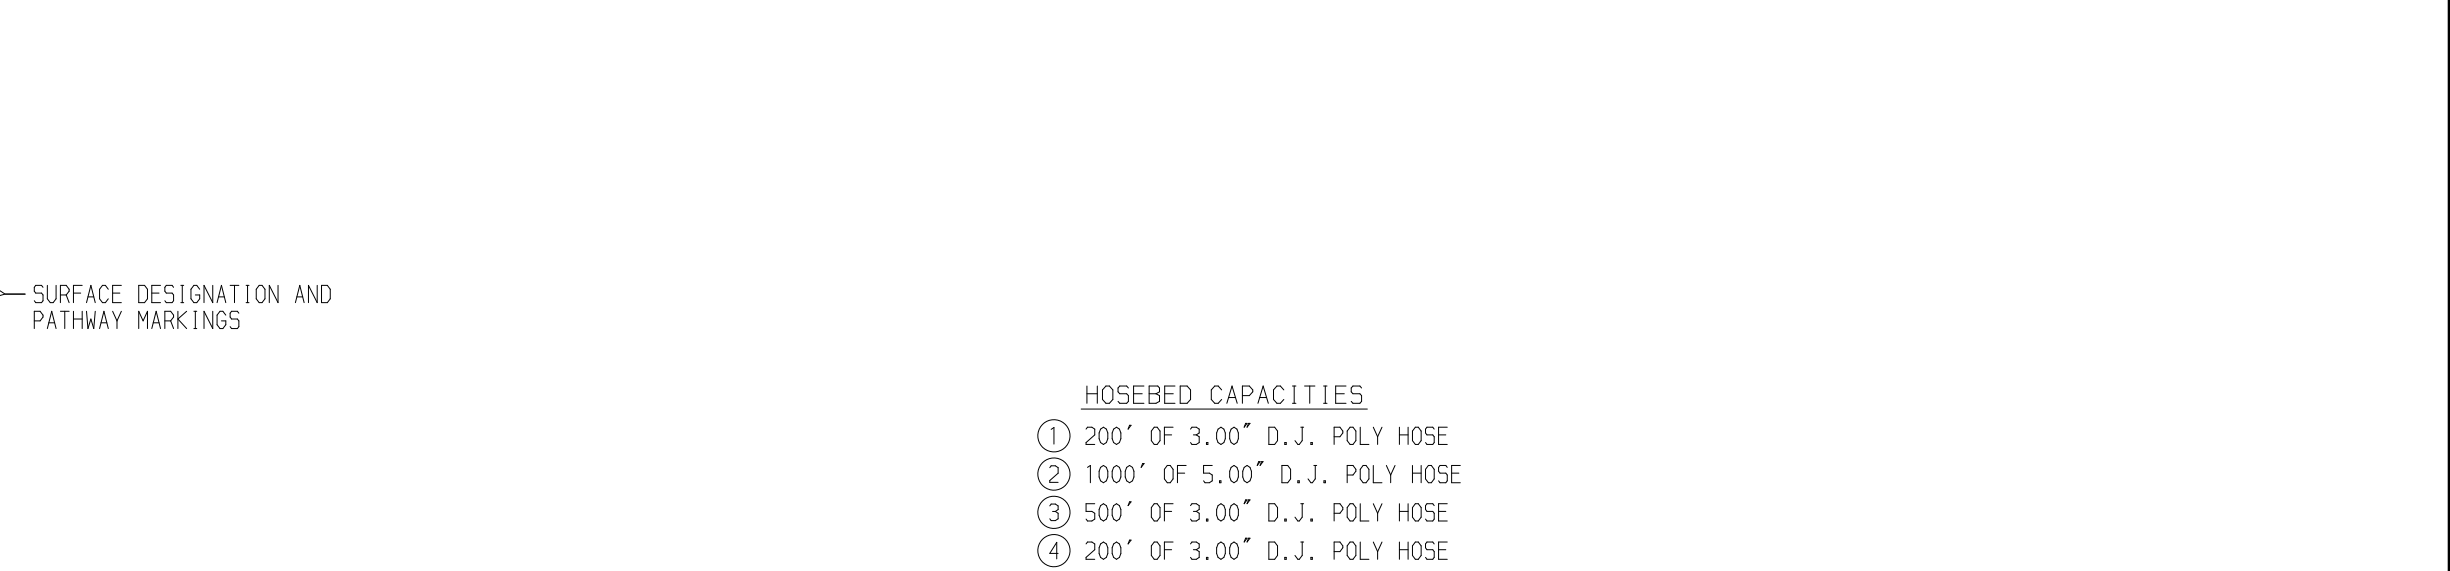 SURFACE DESIGNATION AND
PATHWAY MARKINGS
HOSEBED CAPACITIES
1 200' OF 3.00" D.J. POLY HOSE
2 1000' OF 5.00" D.J. POLY HOSE
3 500' OF 3.00" D.J. POLY HOSE
4 200' OF 3.00" D.J. POLY HOSE